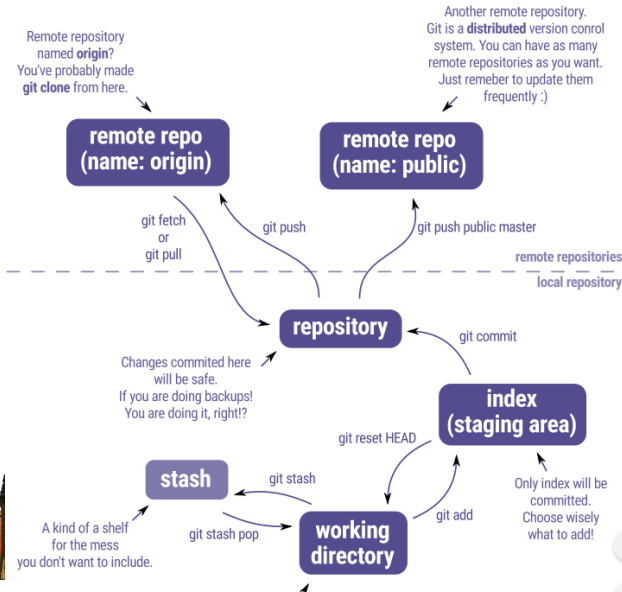 Another remote repository.
Git is a distributed version conrol
system. You can have as many
remote repositories as you want.
Just remeber to update them
frequently :)
Remote repository
named origin?
You've probably made
git clone from here.
remote repo
(name: origin)
remote repo
(name: public)
git fetch
or
git pull
git push
git push public master
remote repositories
local repository
repository
git commit
Changes commited here
will be safe.
If you are doing backups!
You are doing it, right!?
index
(staging area)
git reset HEAD
stash
git stash
git add
Only index will be
committed.
Choose wisely
what to add!
A kind of a shelf
for the mess
you don't want to include.
git stash pop
working
directory